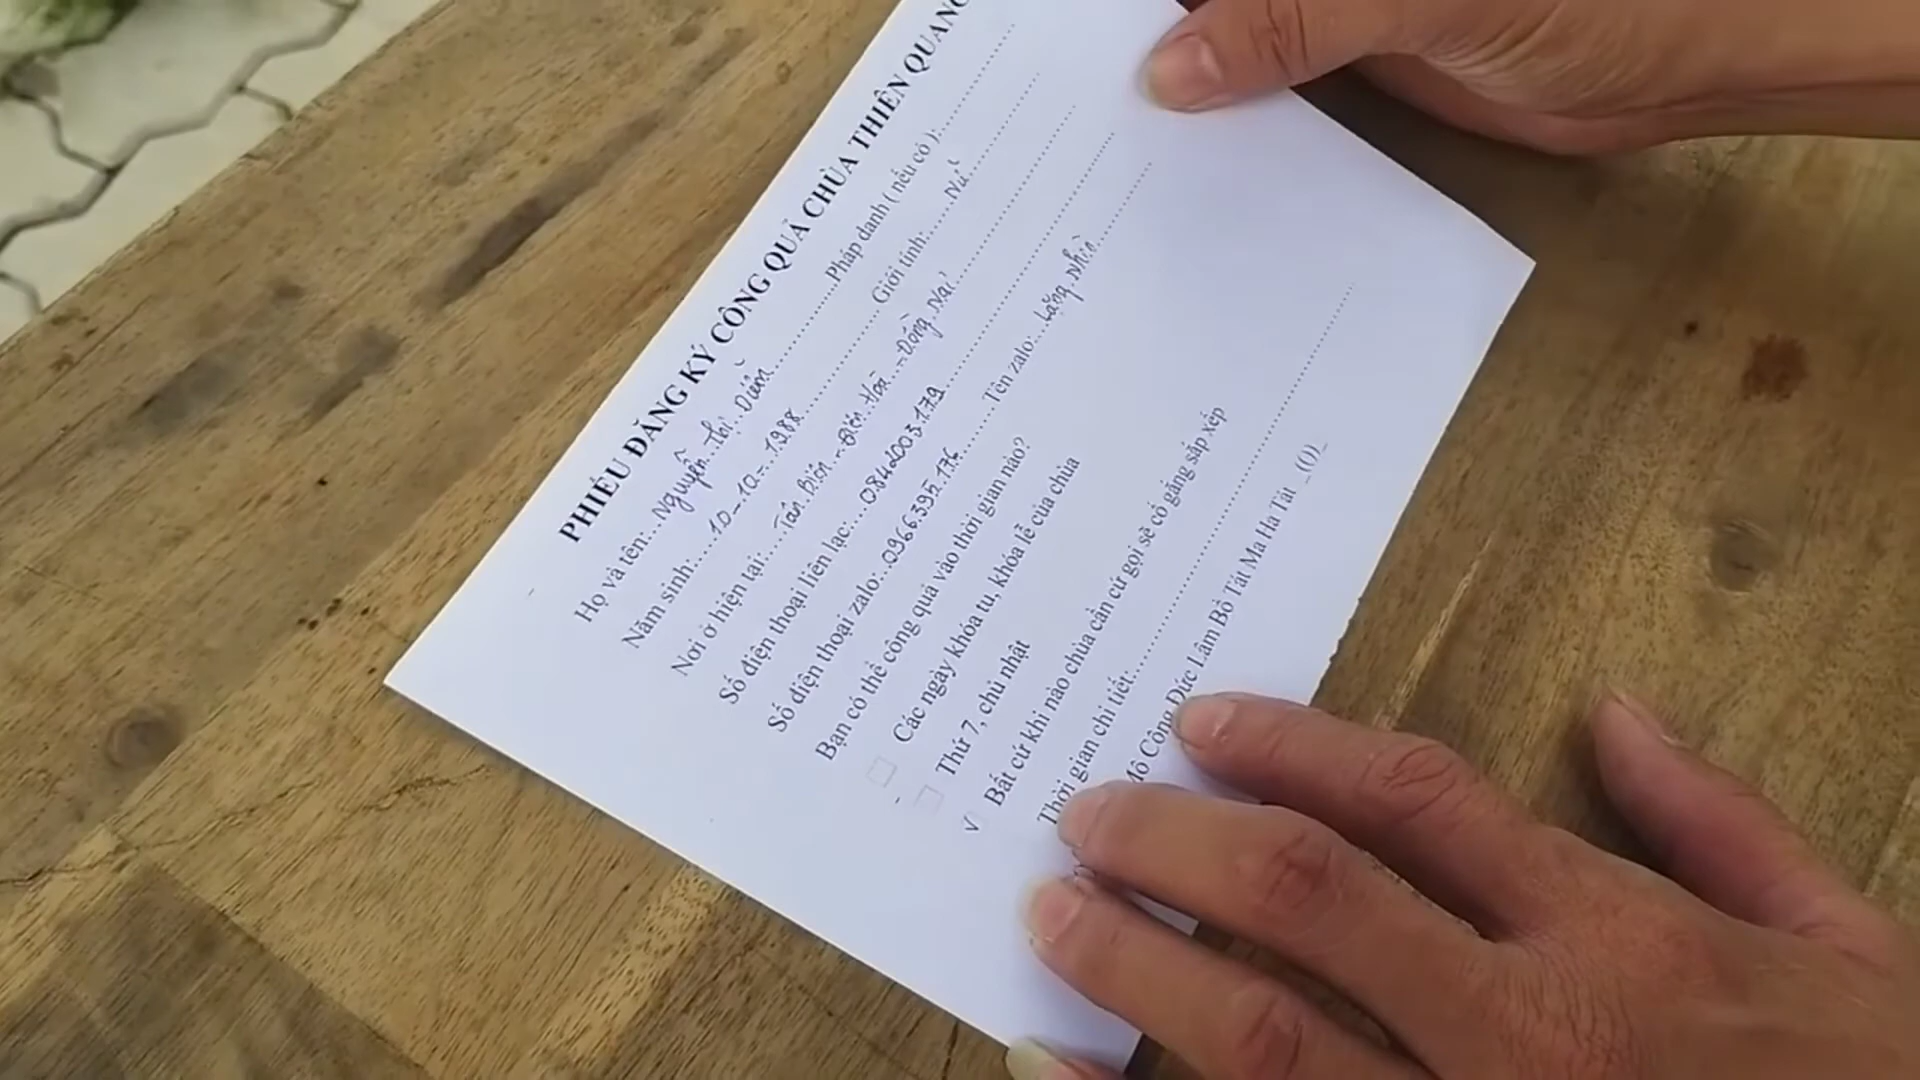 PHIẾU ĐĂNG KÝ CÔNG QUẢ CHÙA THIÊN QUANG
Họ và tên:...Nguyễn Thị Diễm...Pháp danh ( nếu có ):...
Năm sinh:...10-10-1988...Giới tính:...Nữ...
Nơi ở hiện tại:...Tân Biên - Biên Hoà - Đồng Nai...
Số điện thoại liên lạc:...0842003179...
Số điện thoại zalo:...0966395176...Tên zalo:...Lặng Nhìn...
Bạn có thể công quả vào thời gian nào?
Các ngày khóa tu, khóa lễ của chùa
Thứ 7, chủ nhật
V Bất cứ khi nào chùa cần cứ gọi sẽ cố gắng sắp xếp
Thời gian chi tiết:...
Mô Công Đức Lâm Bồ Tát Ma Ha Tát _(())_